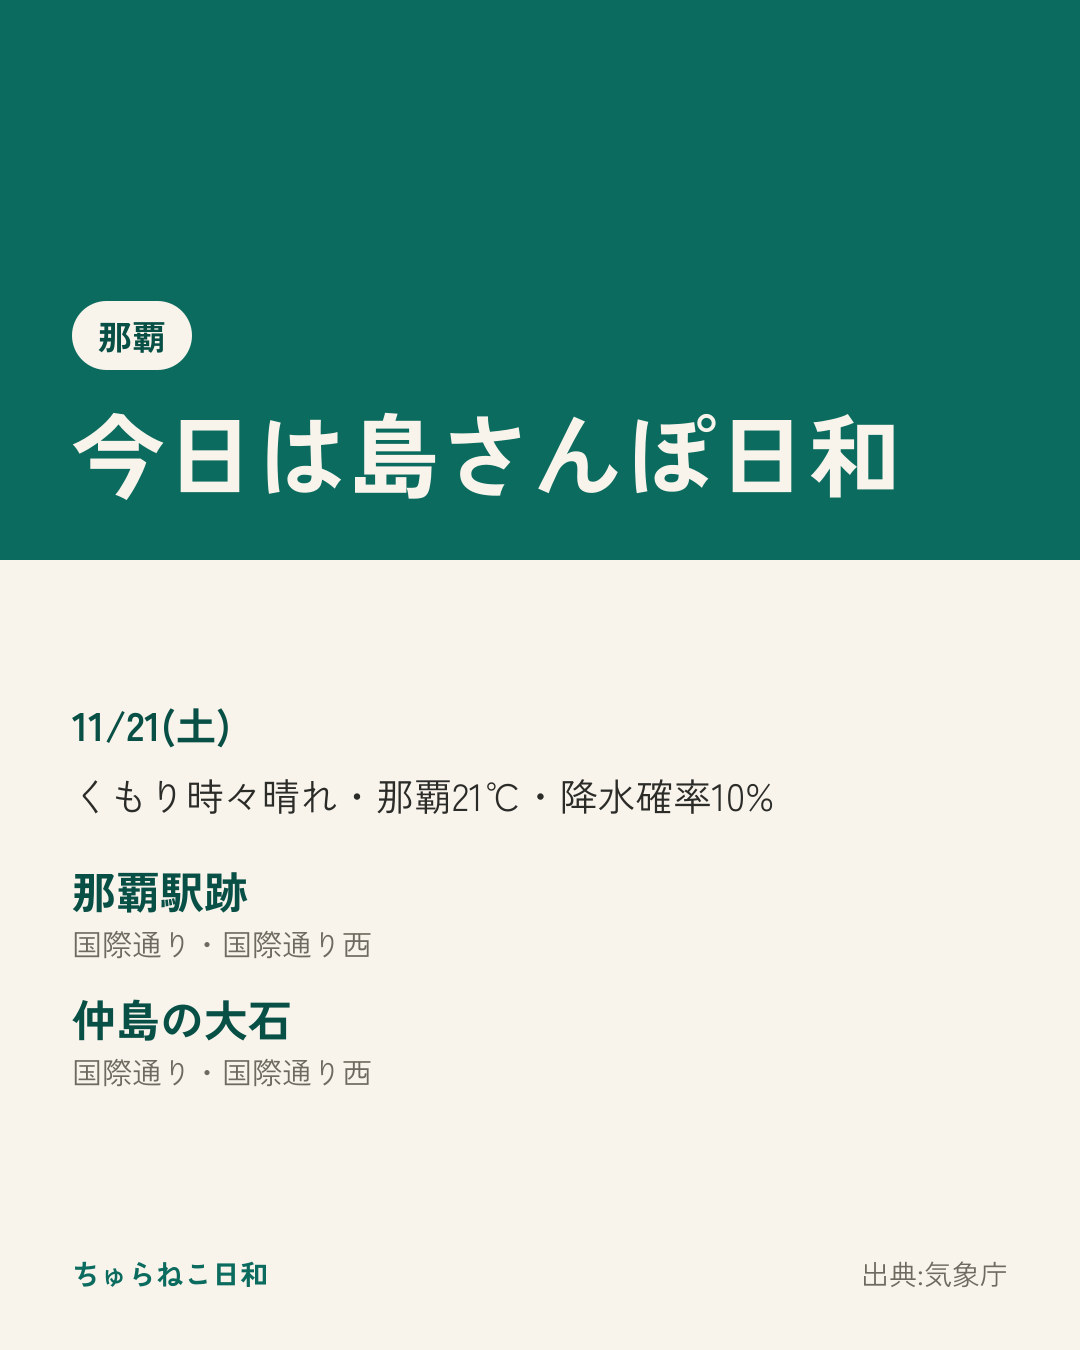 那覇
今日は島さんぽ日和
11/21(土)
くもり時々晴れ・那覇21℃・降水確率10%
那覇駅跡
国際通り・国際通り西
仲島の大石
国際通り・国際通り西
ちゅらねこ日和
出典:気象庁